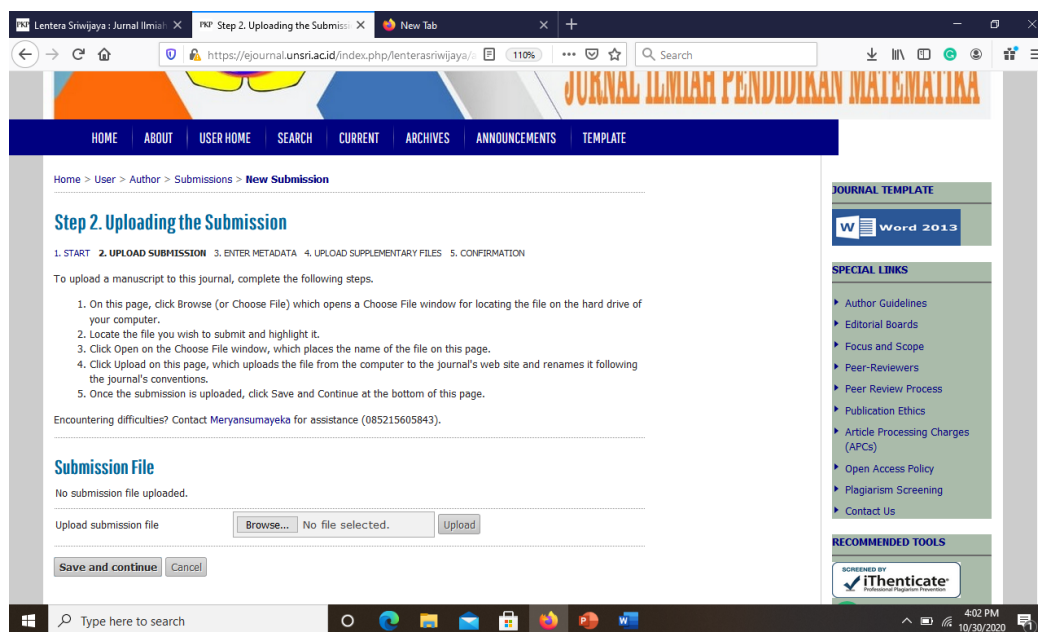 Lentera Sriwijaya : Jurnal Ilmiah
Step 2. Uploading the Submiss
New Tab
https://ejournal.unsri.ac.id/index.php/lenterasriwijaya/a
110%
Search
JURNAL ILMIAH PENDIDIKAN MATEMATIKA
HOME ABOUT USER HOME SEARCH CURRENT ARCHIVES ANNOUNCEMENTS TEMPLATE
Home > User > Author > Submissions > New Submission
Step 2. Uploading the Submission
1. START 2. UPLOAD SUBMISSION 3. ENTER METADATA 4. UPLOAD SUPPLEMENTARY FILES 5. CONFIRMATION
To upload a manuscript to this journal, complete the following steps.
1. On this page, click Browse (or Choose File) which opens a Choose File window for locating the file on the hard drive of
your computer.
2. Locate the file you wish to submit and highlight it.
3. Click Open on the Choose File window, which places the name of the file on this page.
4. Click Upload on this page, which uploads the file from the computer to the journal's web site and renames it following
the journal's conventions.
5. Once the submission is uploaded, click Save and Continue at the bottom of this page.
Encountering difficulties? Contact Meryansumayeka for assistance (085215605843).
Submission File
No submission file uploaded.
Upload submission file Browse... No file selected. Upload
Save and continue Cancel
JOURNAL TEMPLATE
W Word 2013
SPECIAL LINKS
Author Guidelines
Editorial Boards
Focus and Scope
Peer-Reviewers
Peer Review Process
Publication Ethics
Article Processing Charges
(APCs)
Open Access Policy
Plagiarism Screening
Contact Us
RECOMMENDED TOOLS
SCREENED BY
iThenticate
Professional Plagiarism Prevention
Type here to search
4:02 PM
10/30/2020